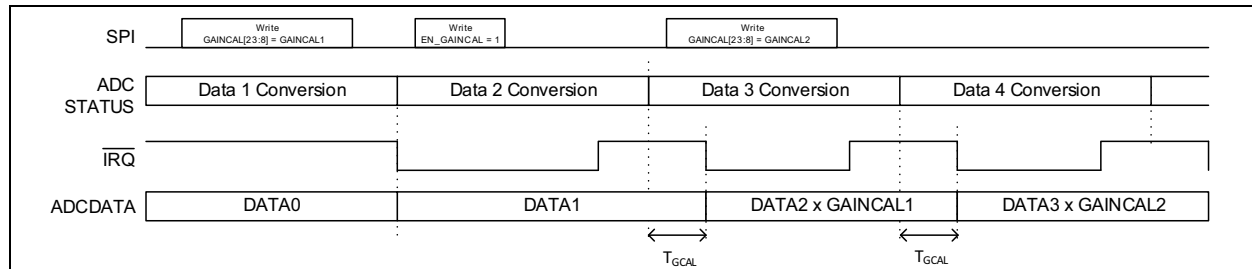 SPI
Write
GAINCAL[23:8] = GAINCAL1
Write
EN_GAINCAL = 1
Write
GAINCAL[23:8] = GAINCAL2
ADC
STATUS
Data 1 Conversion
Data 2 Conversion
Data 3 Conversion
Data 4 Conversion
IRQ
ADCDATA
DATA0
DATA1
DATA2 x GAINCAL1
DATA3 x GAINCAL2
TGCAL
TGCAL